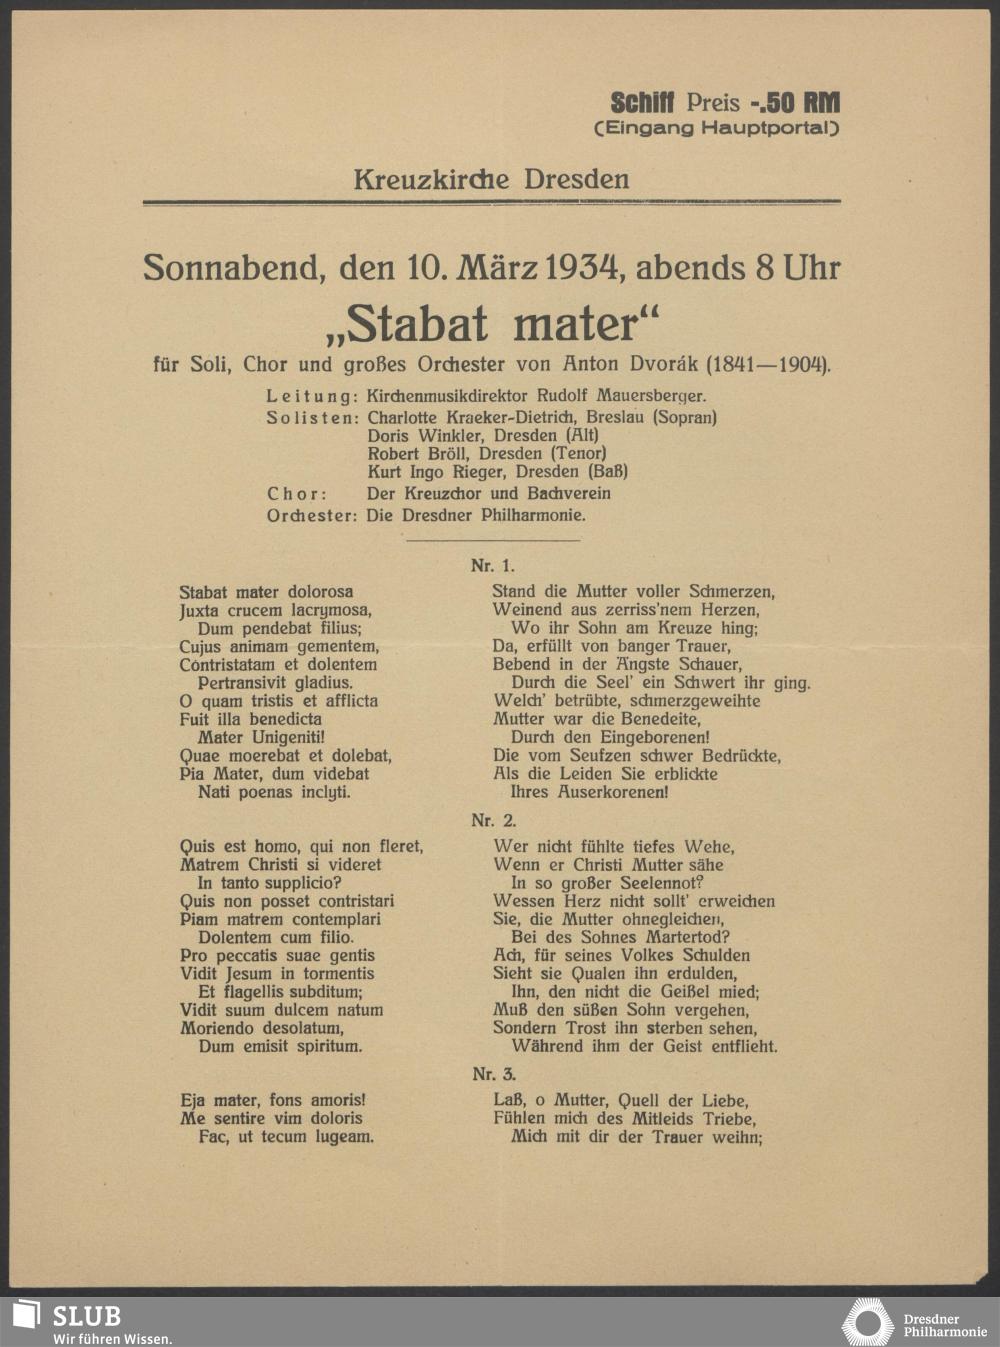 Schiff Preis -.50 RM
(Eingang Hauptportal)
Kreuzkirche Dresden
Sonnabend, den 10. März 1934, abends 8 Uhr
„Stabat mater“
für Soli, Chor und großes Orchester von Anton Dvorák (1841—1904).
Leitung: Kirchenmusikdirektor Rudolf Mauersberger.
Solisten: Charlotte Kraeker-Dietrich, Breslau (Sopran)
Doris Winkler, Dresden (Alt)
Robert Bröll, Dresden (Tenor)
Kurt Ingo Rieger, Dresden (Baß)
Chor: Der Kreuzchor und Bachverein
Orchester: Die Dresdner Philharmonie.
Nr. 1.
Stabat mater dolorosa
Juxta crucem lacrymosa,
Dum pendebat filius;
Cujus animam gementem,
Contristatam et dolentem
Pertransivit gladius.
O quam tristis et afflicta
Fuit illa benedicta
Mater Unigeniti!
Quae moerebat et dolebat,
Pia Mater, dum videbat
Nati poenas inclyti.
Stand die Mutter voller Schmerzen,
Weinend aus zerriss'nem Herzen,
Wo ihr Sohn am Kreuze hing;
Da, erfüllt von banger Trauer,
Bebend in der Ängste Schauer,
Durch die Seel' ein Schwert ihr ging.
Welch' betrübte, schmerzgeweihte
Mutter war die Benedeite,
Durch den Eingeborenen!
Die vom Seufzen schwer Bedrückte,
Als die Leiden Sie erblickte
Ihres Auserkorenen!
Nr. 2.
Quis est homo, qui non fleret,
Matrem Christi si videret
In tanto supplicio?
Quis non posset contristari
Piam matrem contemplari
Dolentem cum filio.
Pro peccatis suae gentis
Vidit Jesum in tormentis
Et flagellis subditum;
Vidit suum dulcem natum
Moriendo desolatum,
Dum emisit spiritum.
Wer nicht fühlte tiefes Wehe,
Wenn er Christi Mutter sähe
In so großer Seelennot?
Wessen Herz nicht sollt' erweichen
Sie, die Mutter ohnegleichen,
Bei des Sohnes Martertod?
Ach, für seines Volkes Schulden
Sieht sie Qualen ihn erdulden,
Ihn, den nicht die Geißel mied;
Muß den süßen Sohn vergehen,
Sondern Trost ihn sterben sehen,
Während ihm der Geist entflieht.
Nr. 3.
Eja mater, fons amoris!
Me sentire vim doloris
Fac, ut tecum lugeam.
Laß, o Mutter, Quell der Liebe,
Fühlen mich des Mitleids Triebe,
Mich mit dir der Trauer weihn;
SLUB
Wir führen Wissen.
Dresdner
Philharmonie